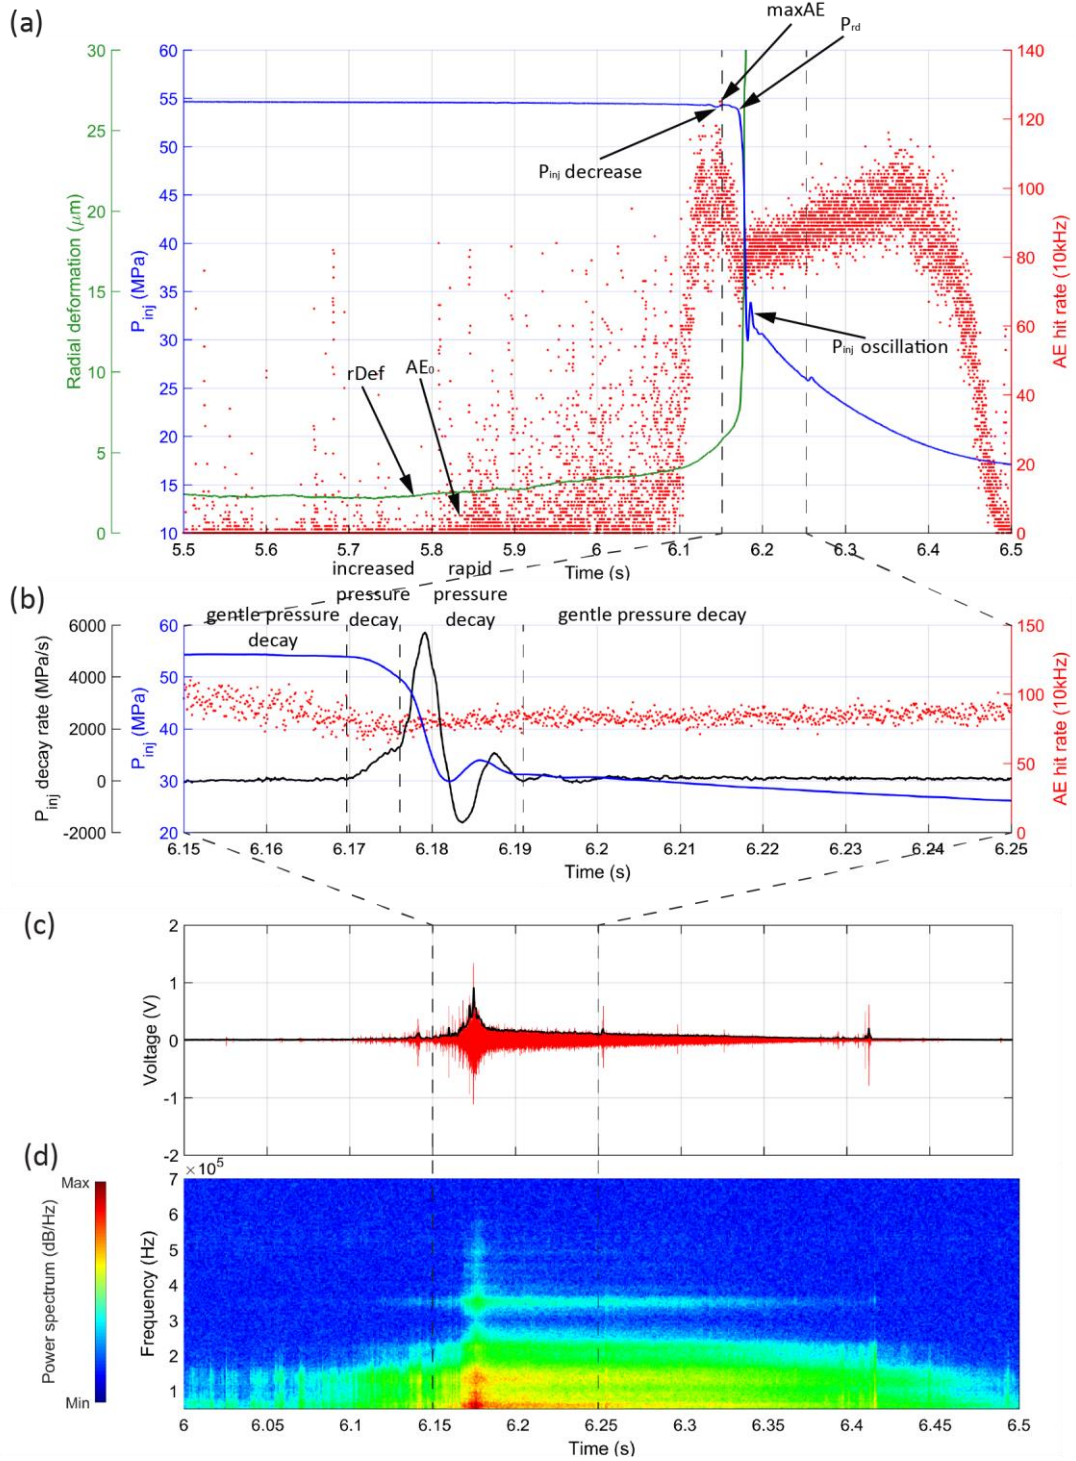 (a)
maxAE
Prd
Pinj decrease
Pinj oscillation
rDef
AE0
30
25
20
15
10
5
0
Radial deformation (μm)
60
55
50
45
40
35
30
25
20
15
10
Pinj (MPa)
140
120
100
80
60
40
20
0
AE hit rate (10kHz)
5.5 5.6 5.7 5.8 5.9 6 6.1 6.2 6.3 6.4 6.5
Time (s)
(b)
gentle pressure
decay
increased
pressure
decay
rapid
pressure
decay
gentle pressure decay
6000
4000
2000
0
-2000
Pinj decay rate (MPa/s)
60
50
40
30
20
Pinj (MPa)
150
100
50
0
AE hit rate (10kHz)
6.15 6.16 6.17 6.18 6.19 6.2 6.21 6.22 6.23 6.24 6.25
Time (s)
(c)
2
1
0
-1
-2
Voltage (V)
(d)
Max
Min
Power spectrum (dB/Hz)
×10^5
7
6
5
4
3
2
1
Frequency (Hz)
6 6.05 6.1 6.15 6.2 6.25 6.3 6.35 6.4 6.45 6.5
Time (s)